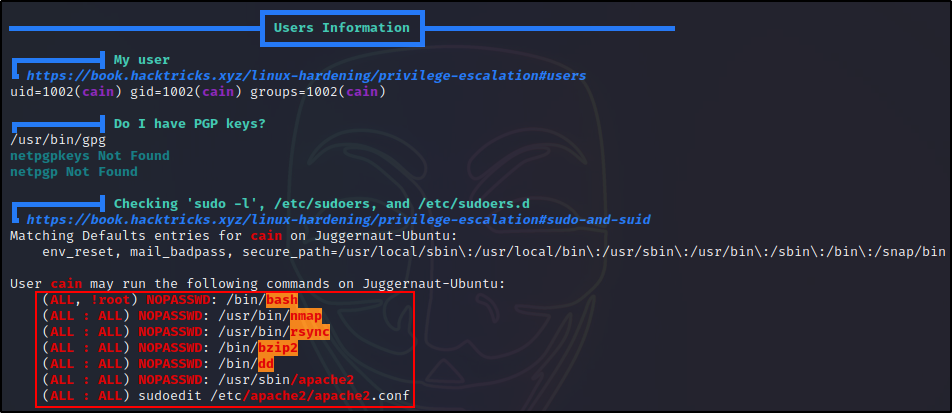 Users Information
My user
https://book.hacktricks.xyz/linux-hardening/privilege-escalation#users
uid=1002(cain) gid=1002(cain) groups=1002(cain)
Do I have PGP keys?
/usr/bin/gpg
netpgpkeys Not Found
netpgp Not Found
Checking 'sudo -l', /etc/sudoers, and /etc/sudoers.d
https://book.hacktricks.xyz/linux-hardening/privilege-escalation#sudo-and-suid
Matching Defaults entries for cain on Juggernaut-Ubuntu:
env_reset, mail_badpass, secure_path=/usr/local/sbin\:/usr/local/bin\:/usr/sbin\:/usr/bin\:/sbin\:/bin\:/snap/bin
User cain may run the following commands on Juggernaut-Ubuntu:
(ALL, !root) NOPASSWD: /bin/bash
(ALL : ALL) NOPASSWD: /usr/bin/nmap
(ALL : ALL) NOPASSWD: /usr/bin/rsync
(ALL : ALL) NOPASSWD: /bin/bzip2
(ALL : ALL) NOPASSWD: /bin/dd
(ALL : ALL) NOPASSWD: /usr/sbin/apache2
(ALL : ALL) sudoedit /etc/apache2/apache2.conf